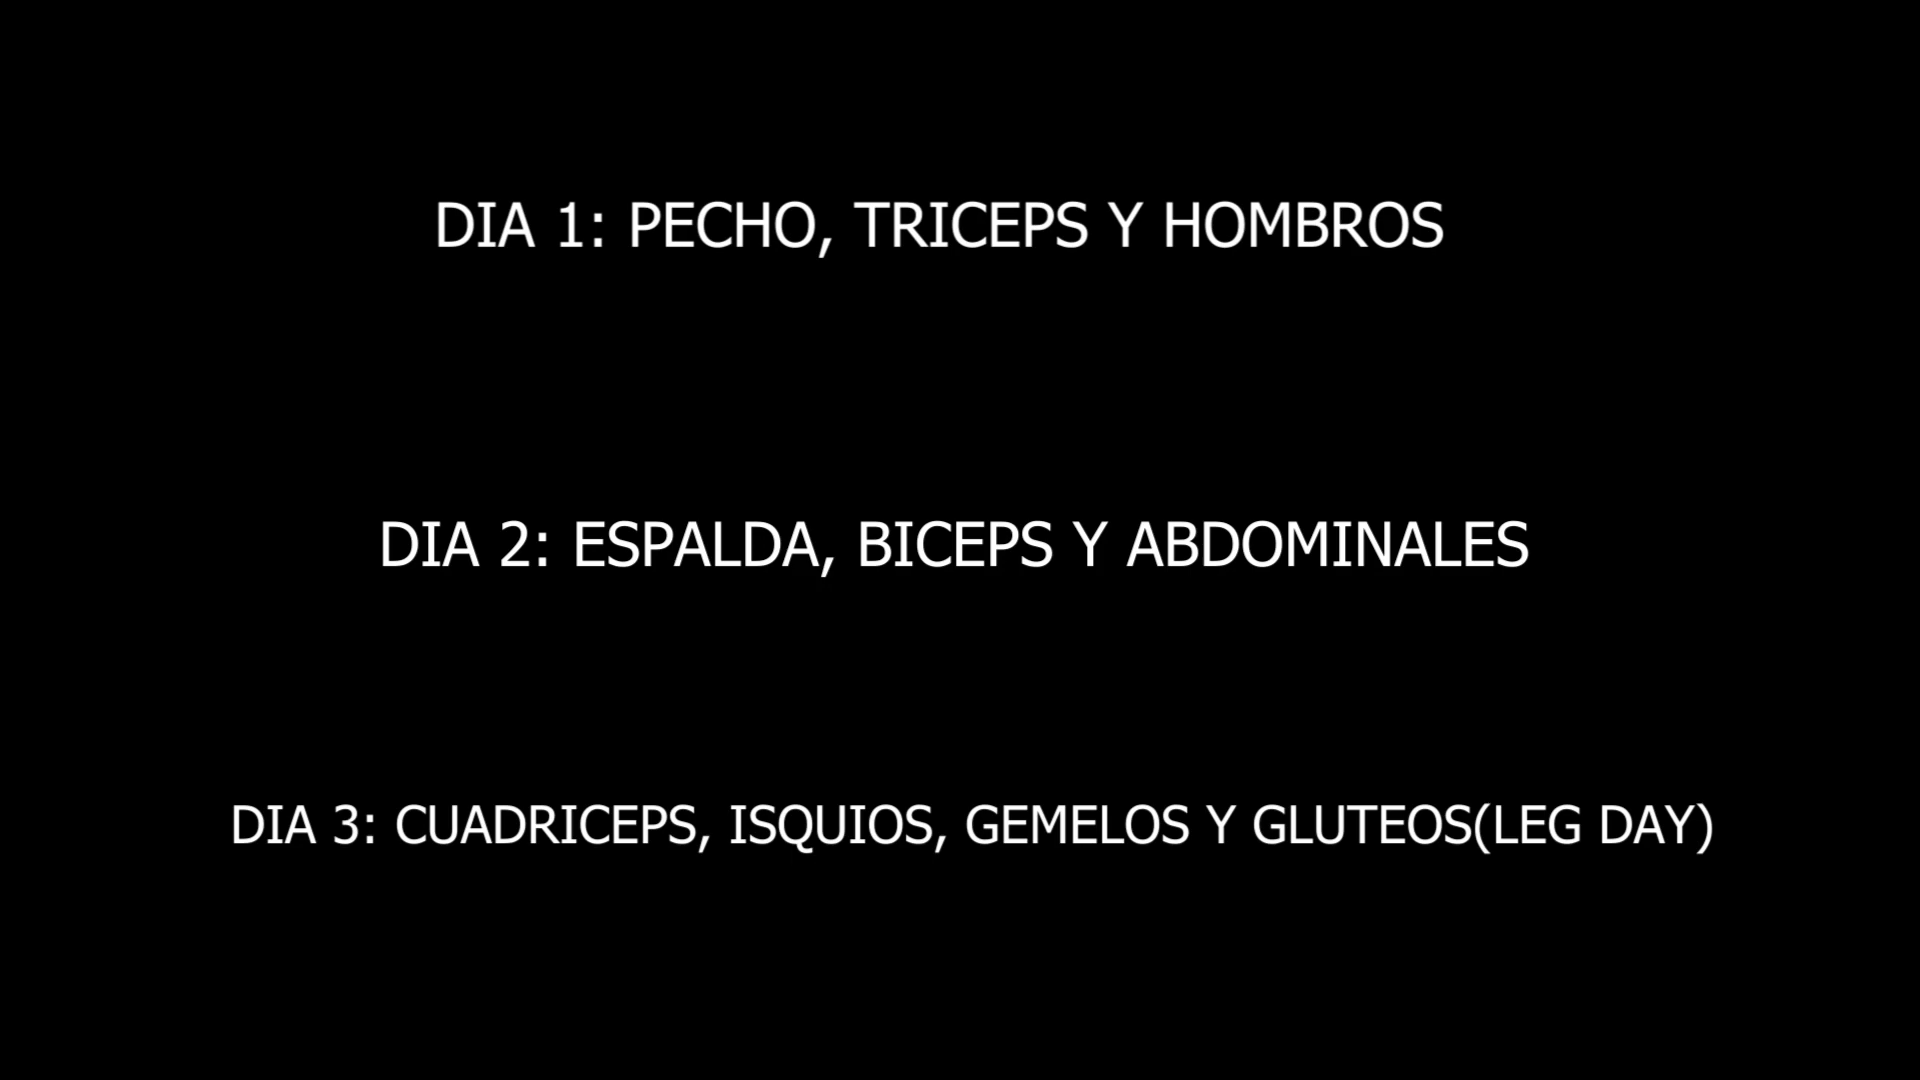 DIA 1: PECHO, TRICEPS Y HOMBROS
DIA 2: ESPALDA, BICEPS Y ABDOMINALES
DIA 3: CUADRICEPS, ISQUIOS, GEMELOS Y GLUTEOS(LEG DAY)